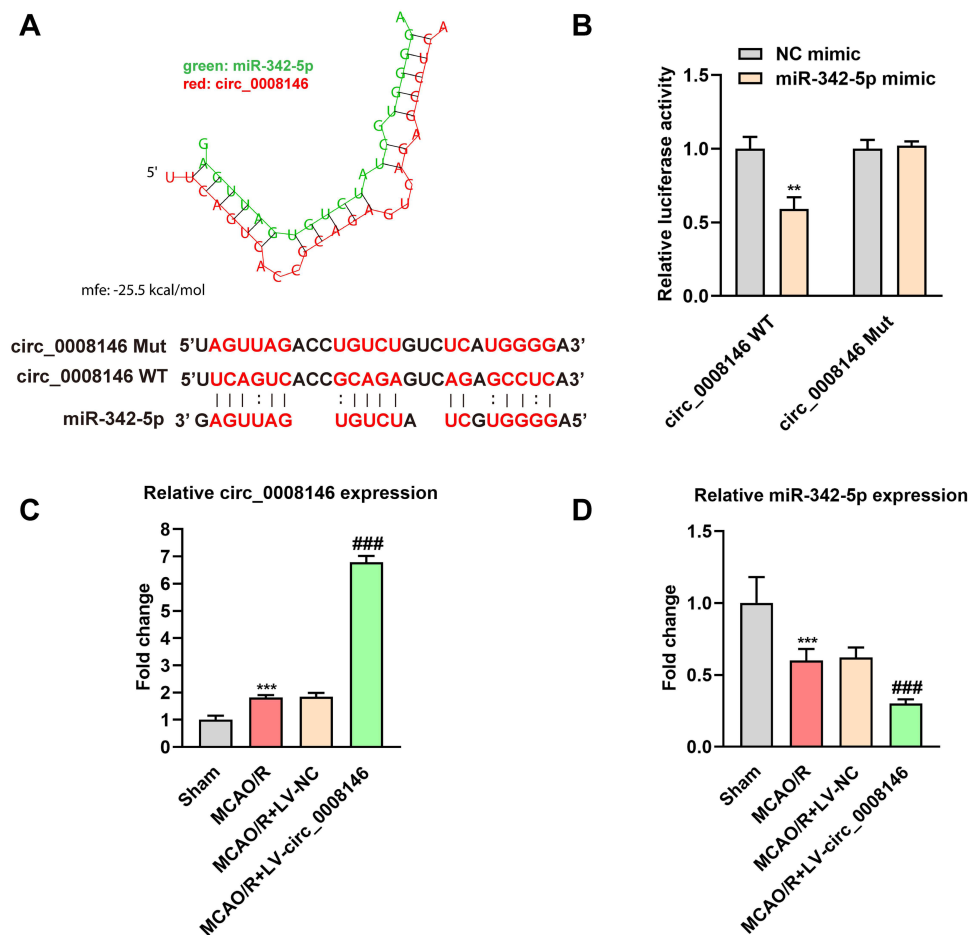 A
green: miR-342-5p
red: circ_0008146
5'
mfe: -25.5 kcal/mol
circ_0008146 Mut 5’UAGUUAGACCUGUCUGUCUCAUGGGGA3’
circ_0008146 WT 5’UUCAGUCACCGCAGAGUCAGAGCCUCA3’
miR-342-5p 3’ GAGUUAG UGUCUA UCGUGGGGA5’
B
NC mimic
miR-342-5p mimic
Relative luciferase activity
1.5
1.0
0.5
0.0
**
circ_0008146 WT
circ_0008146 Mut
C
Relative circ_0008146 expression
Fold change
8
7
6
5
4
3
2
1
0
***
###
Sham
MCAO/R
MCAO/R+LV-NC
MCAO/R+LV-circ_0008146
D
Relative miR-342-5p expression
Fold change
1.5
1.0
0.5
0.0
***
###
Sham
MCAO/R
MCAO/R+LV-NC
MCAO/R+LV-circ_0008146